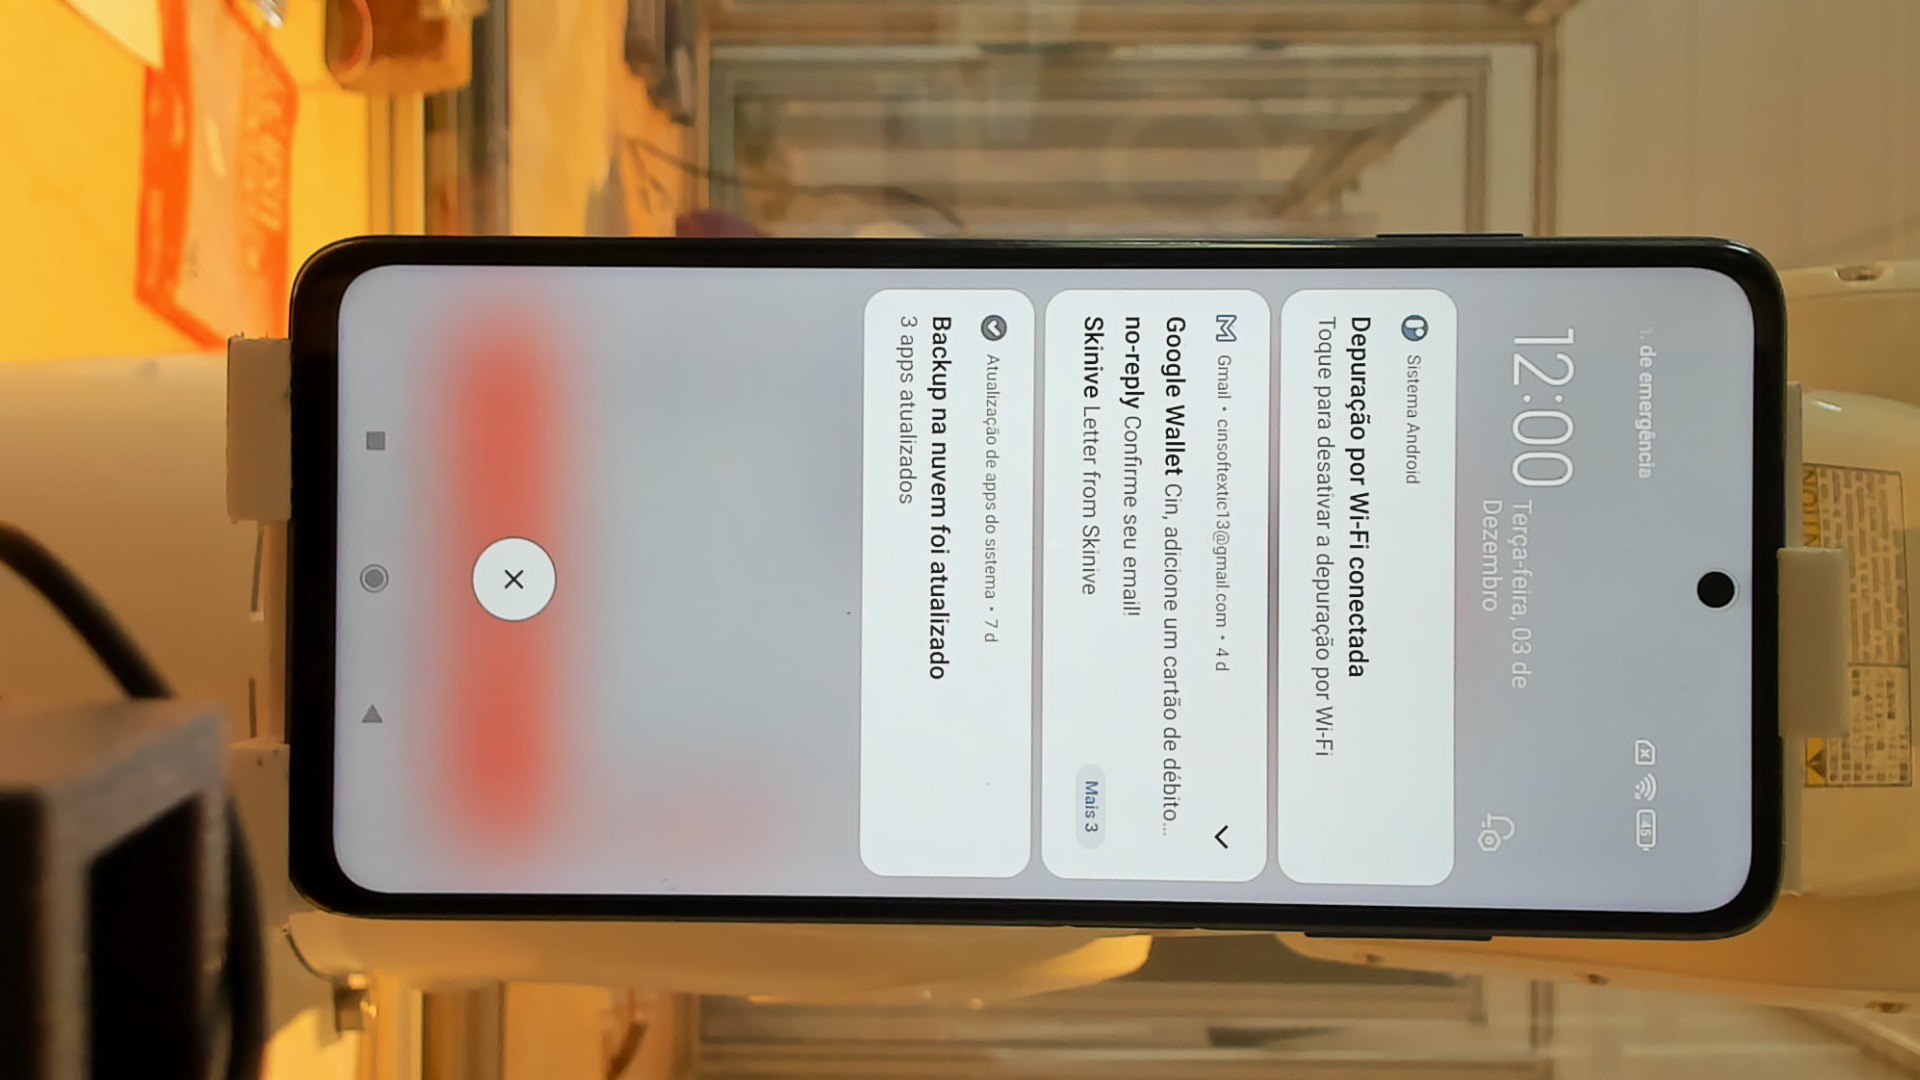 . de emergência
45
12:00
Terça-feira, 03 de
Dezembro
Sistema Android
Depuração por Wi-Fi conectada
Toque para desativar a depuração por Wi-Fi
Gmail • cinsoftextic13@gmail.com • 4 d
Google Wallet Cin, adicione um cartão de débito...
no-reply Confirme seu email!
Skinive Letter from Skinive
Mais 3
Atualização de apps do sistema • 7 d
Backup na nuvem foi atualizado
3 apps atualizados